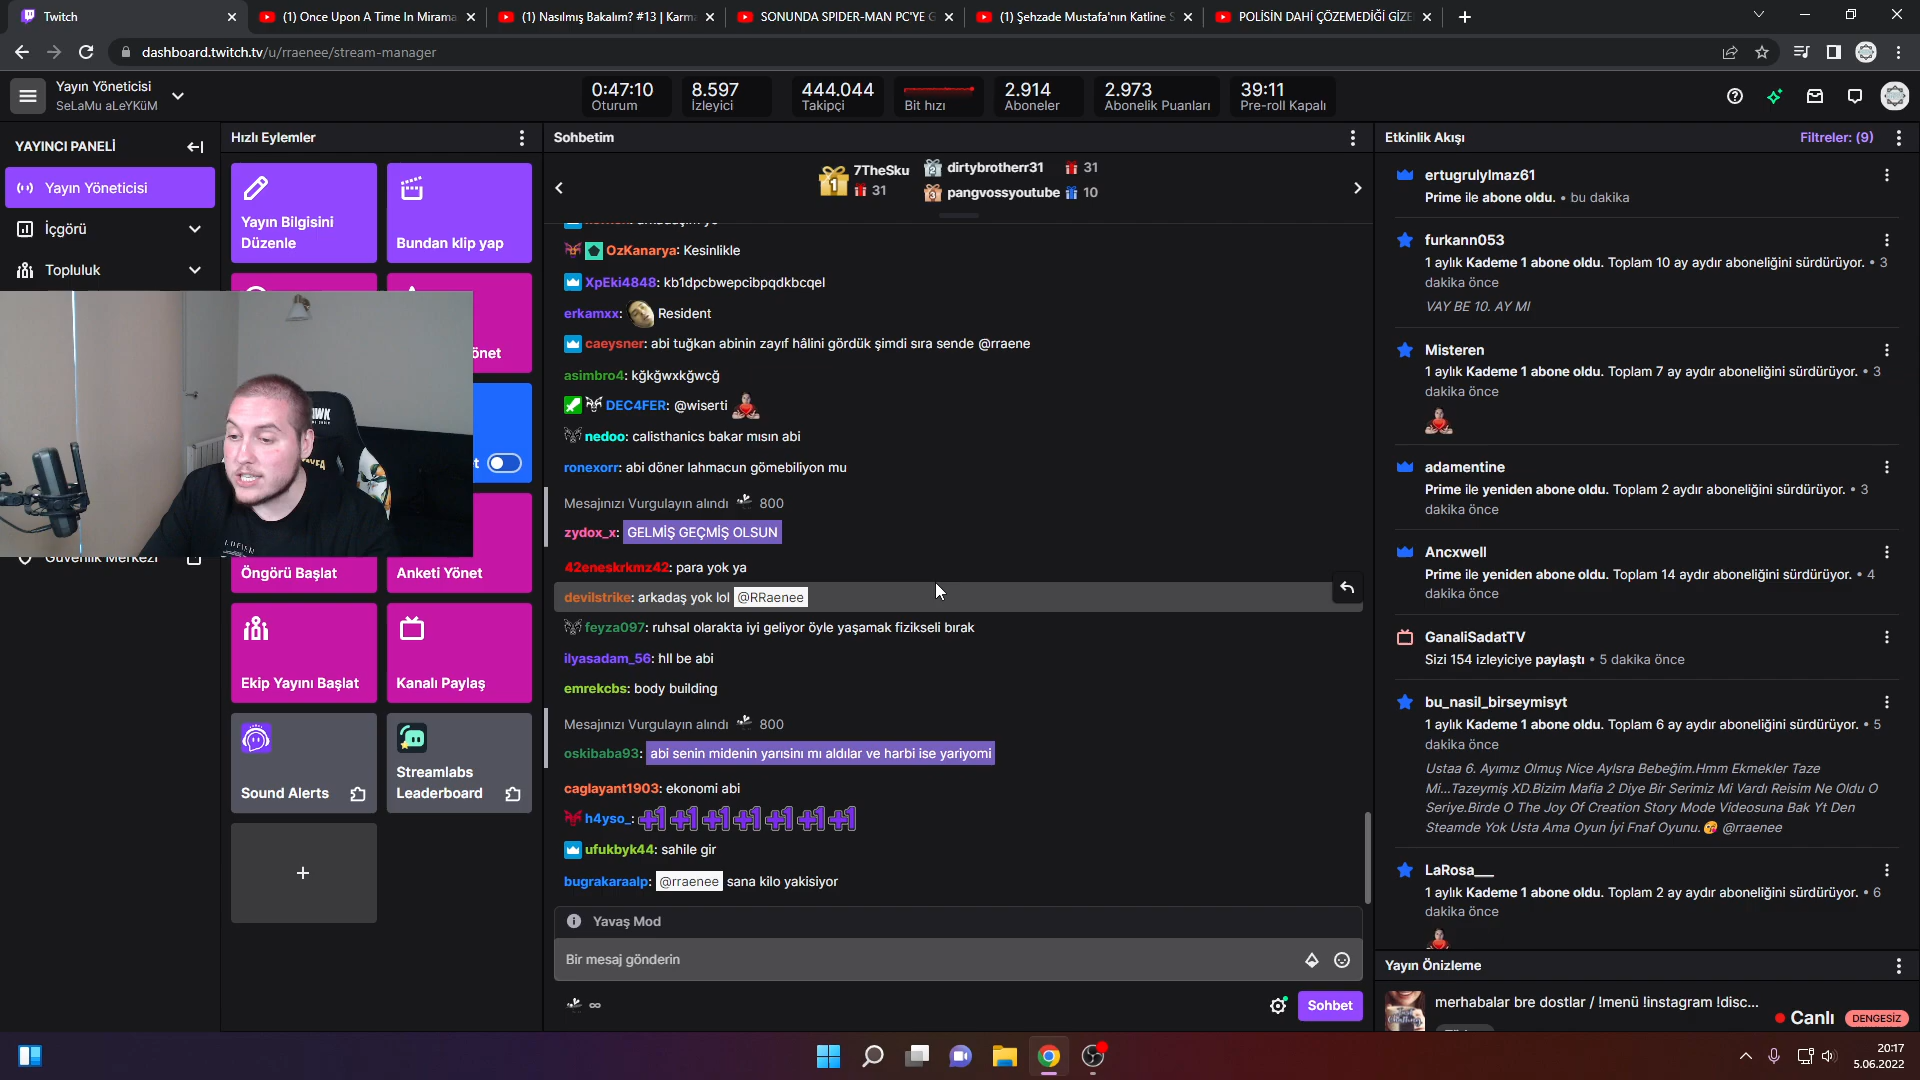 Twitch
(1) Once Upon A Time In Mirama
(1) Nasılmış Bakalım? #13 | Karma
SONUNDA SPIDER-MAN PC'YE G
(1) Şehzade Mustafa'nın Katline S
POLİSİN DAHİ ÇÖZEMEDİĞİ GİZE
dashboard.twitch.tv/u/rraenee/stream-manager
Yayın Yöneticisi
SeLaMu aLeYKüM
0:47:10
Oturum
8.597
İzleyici
444.044
Takipçi
Bit hızı
2.914
Aboneler
2.973
Abonelik Puanları
39:11
Pre-roll Kapalı
YAYINCI PANELİ
Yayın Yöneticisi
İçgörü
Topluluk
Güvenlik Merkezi
Hızlı Eylemler
Yayın Bilgisini
Düzenle
Bundan klip yap
önet
Öngörü Başlat
Anketi Yönet
Ekip Yayını Başlat
Kanalı Paylaş
Sound Alerts
Streamlabs
Leaderboard
Sohbetim
7TheSku
31
dirtybrotherr31 31
pangvossyoutube 10
OzKanarya: Kesinlikle
XpEki4848: kb1dpcbwepcibpqdkbcqel
erkamxx: Resident
caeysner: abi tuğkan abinin zayıf hâlini gördük şimdi sıra sende @rraene
asimbro4: kğkğwxkğwcğ
DEC4FER: @wiserti
nedoo: calisthanics bakar mısın abi
ronexorr: abi döner lahmacun gömebiliyon mu
Mesajınızı Vurgulayın alındı 800
zydox_x: GELMİŞ GEÇMİŞ OLSUN
42eneskrkmz42: para yok ya
devilstrike: arkadaş yok lol @RRaenee
feyza097: ruhsal olarakta iyi geliyor öyle yaşamak fizikseli bırak
ilyasadam_56: hll be abi
emrekcbs: body building
Mesajınızı Vurgulayın alındı 800
oskibaba93: abi senin midenin yarısını mı aldılar ve harbi ise yariyomi
caglayant1903: ekonomi abi
h4yso_: +1 +1 +1 +1 +1 +1 +1
ufukbyk44: sahile gir
bugrakaraalp: @rraenee sana kilo yakisiyor
Yavaş Mod
Bir mesaj gönderin
Sohbet
Etkinlik Akışı
Filtreler: (9)
ertugrulylmaz61
Prime ile abone oldu. • bu dakika
furkann053
1 aylık Kademe 1 abone oldu. Toplam 10 ay aydır aboneliğini sürdürüyor. • 3
dakika önce
VAY BE 10. AY MI
Misteren
1 aylık Kademe 1 abone oldu. Toplam 7 ay aydır aboneliğini sürdürüyor. • 3
dakika önce
adamentine
Prime ile yeniden abone oldu. Toplam 2 aydır aboneliğini sürdürüyor. • 3
dakika önce
Ancxwell
Prime ile yeniden abone oldu. Toplam 14 aydır aboneliğini sürdürüyor. • 4
dakika önce
GanaliSadatTV
Sizi 154 izleyiciye paylaştı • 5 dakika önce
bu_nasil_birseymisyt
1 aylık Kademe 1 abone oldu. Toplam 6 ay aydır aboneliğini sürdürüyor. • 5
dakika önce
Ustaa 6. Ayımız Olmuş Nice Aylsra Bebeğim.Hmm Ekmekler Taze
Mi...Tazeymiş XD.Bizim Mafia 2 Diye Bir Serimiz Mi Vardı Reisim Ne Oldu O
Seriye.Birde O The Joy Of Creation Story Mode Videosuna Bak Yt Den
Steamde Yok Usta Ama Oyun İyi Fnaf Oyunu. @rraenee
LaRosa___
1 aylık Kademe 1 abone oldu. Toplam 2 ay aydır aboneliğini sürdürüyor. • 6
dakika önce
Yayın Önizleme
merhabalar bre dostlar / !menü !instagram !disc...
Canlı
DENGESİZ
20:17
5.06.2022